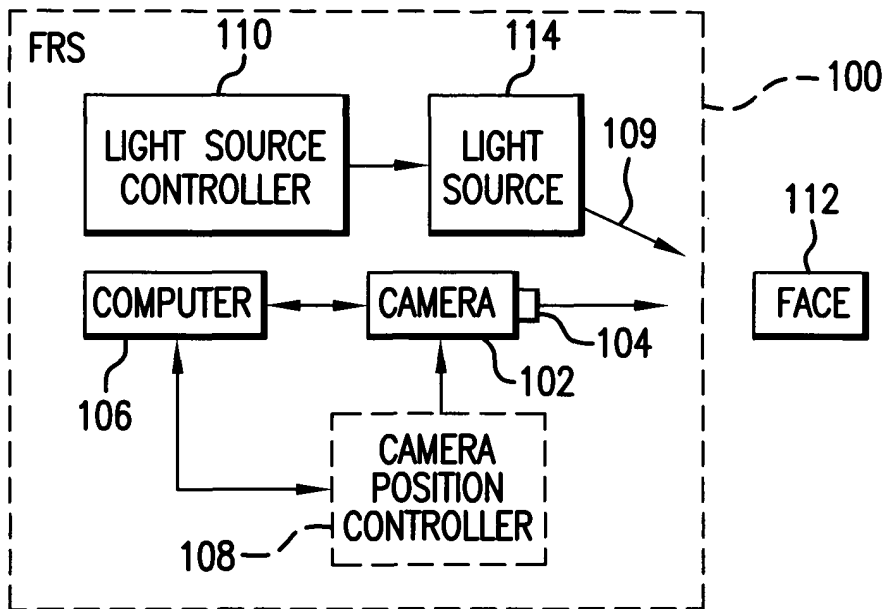 FRS
110
114
100
LIGHT SOURCE
CONTROLLER
LIGHT
SOURCE
109
112
COMPUTER
CAMERA
FACE
104
106
102
CAMERA
POSITION
CONTROLLER
108